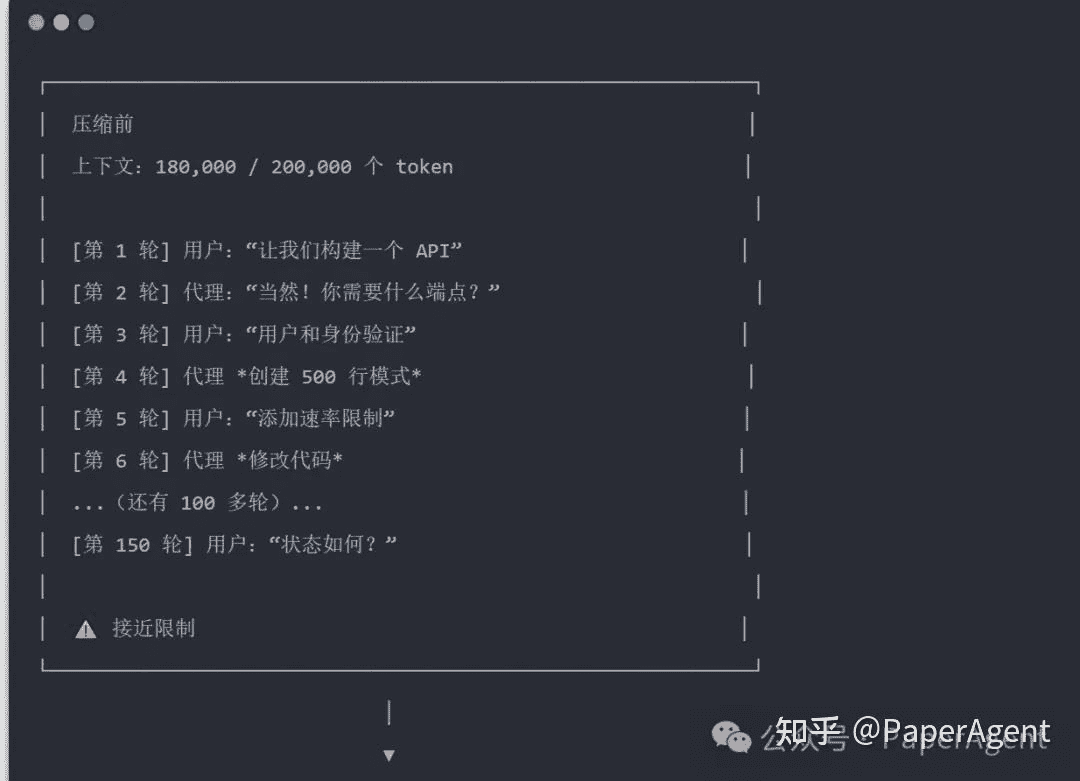 压缩前
上下文：180,000 / 200,000 个 token
[第 1 轮] 用户：“让我们构建一个 API”
[第 2 轮] 代理：“当然！你需要什么端点？”
[第 3 轮] 用户：“用户和身份验证”
[第 4 轮] 代理 *创建 500 行模式*
[第 5 轮] 用户：“添加速率限制”
[第 6 轮] 代理 *修改代码*
...（还有 100 多轮）...
[第 150 轮] 用户：“状态如何？”
⚠ 接近限制
公众号 · PaperAgent
知乎 @PaperAgent